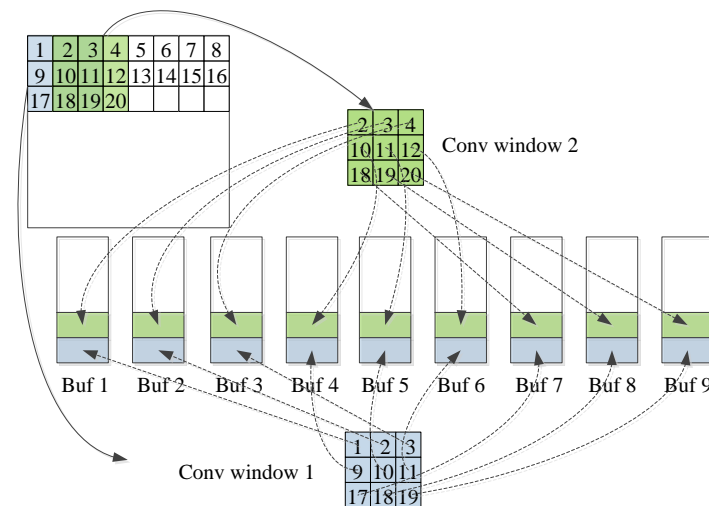 1 2 3 4 5 6 7 8
9 10 11 12 13 14 15 16
17 18 19 20
2 3 4
10 11 12
18 19 20
Conv window 2
Buf 1 Buf 2 Buf 3 Buf 4 Buf 5 Buf 6 Buf 7 Buf 8 Buf 9
Conv window 1
1 2 3
9 10 11
17 18 19